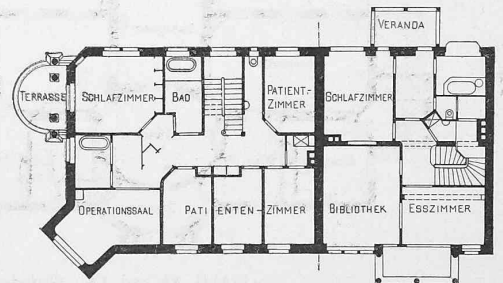 VERANDA
TERRASSE
SCHLAFZIMMER
BAD
PATIENT.-
ZIMMER
SCHLAFZIMMER
OPERATIONSSAAL
PATIENTEN-ZIMMER
BIBLIOTHEK
ESSZIMMER